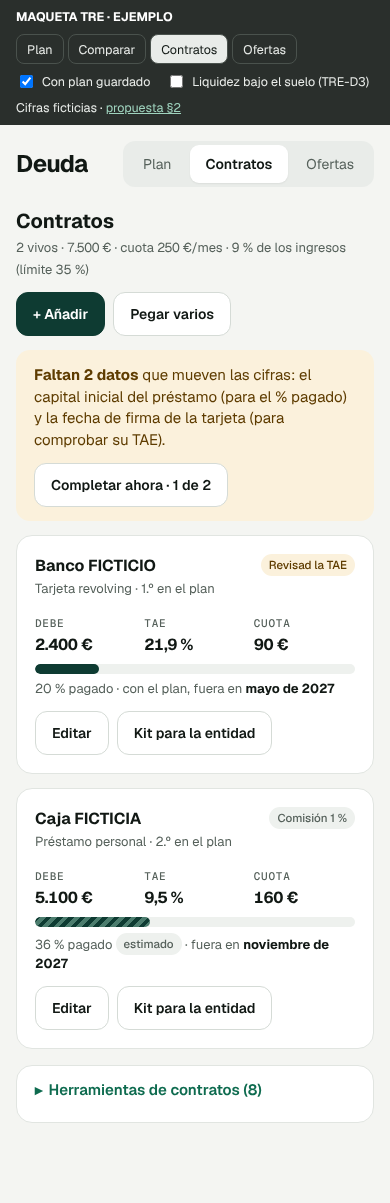 MAQUETA TRE · EJEMPLO
Plan Comparar Contratos Ofertas
Con plan guardado Liquidez bajo el suelo (TRE-D3)
Cifras ficticias · propuesta §2
Deuda Plan Contratos Ofertas
Contratos
2 vivos · 7.500 € · cuota 250 €/mes · 9 % de los ingresos
(límite 35 %)
+ Añadir Pegar varios
Faltan 2 datos que mueven las cifras: el
capital inicial del préstamo (para el % pagado)
y la fecha de firma de la tarjeta (para
comprobar su TAE).
Completar ahora · 1 de 2
Banco FICTICIO Revisad la TAE
Tarjeta revolving · 1.º en el plan
DEBE TAE CUOTA
2.400 € 21,9 % 90 €
20 % pagado · con el plan, fuera en mayo de 2027
Editar Kit para la entidad
Caja FICTICIA Comisión 1 %
Préstamo personal · 2.º en el plan
DEBE TAE CUOTA
5.100 € 9,5 % 160 €
36 % pagado estimado · fuera en noviembre de
2027
Editar Kit para la entidad
▸ Herramientas de contratos (8)